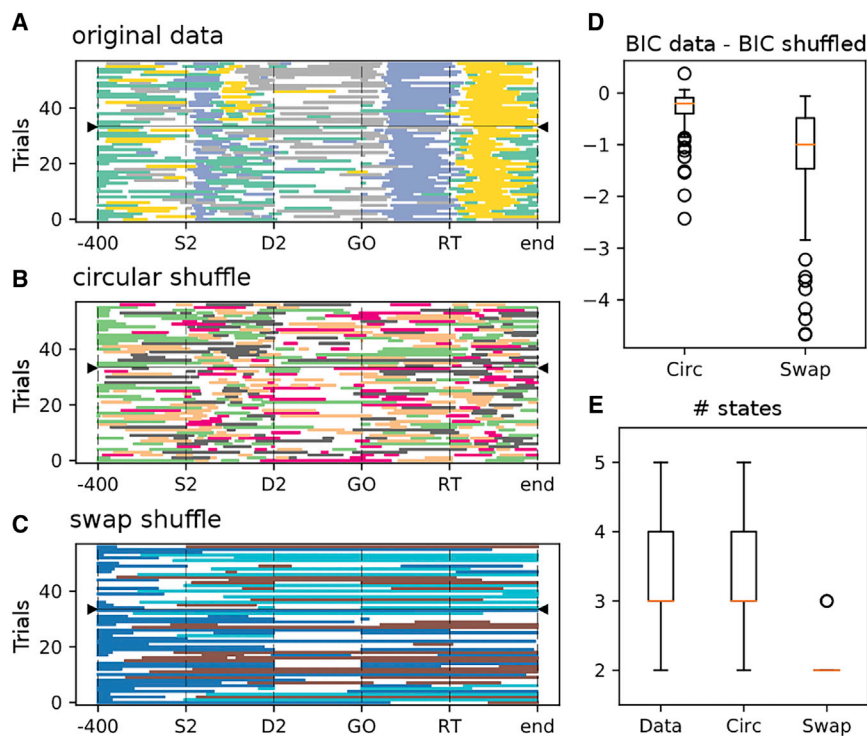 A
original data
Trials
40
20
0
-400 S2 D2 GO RT end
B
circular shuffle
Trials
40
20
0
-400 S2 D2 GO RT end
C
swap shuffle
Trials
40
20
0
-400 S2 D2 GO RT end
D
BIC data - BIC shuffled
0
−1
−2
−3
−4
Circ Swap
E
# states
5
4
3
2
Data Circ Swap